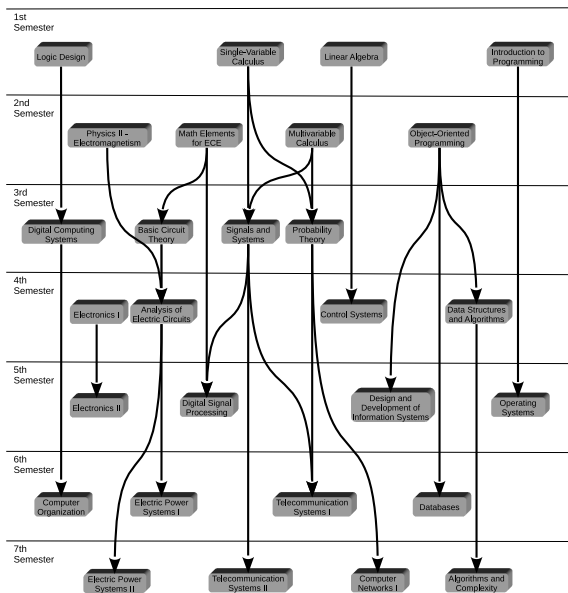 1st
Semester
Logic Design
Single-Variable
Calculus
Linear Algebra
Introduction to
Programming
2nd
Semester
Physics II -
Electromagnetism
Math Elements
for ECE
Multivariable
Calculus
Object-Oriented
Programming
3rd
Semester
Digital Computing
Systems
Basic Circuit
Theory
Signals and
Systems
Probability
Theory
4th
Semester
Electronics I
Analysis of
Electric Circuits
Control Systems
Data Structures
and Algorithms
5th
Semester
Electronics II
Digital Signal
Processing
Design and
Development of
Information Systems
Operating
Systems
6th
Semester
Computer
Organization
Electric Power
Systems I
Telecommunication
Systems I
Databases
7th
Semester
Electric Power
Systems II
Telecommunication
Systems II
Computer
Networks I
Algorithms and
Complexity